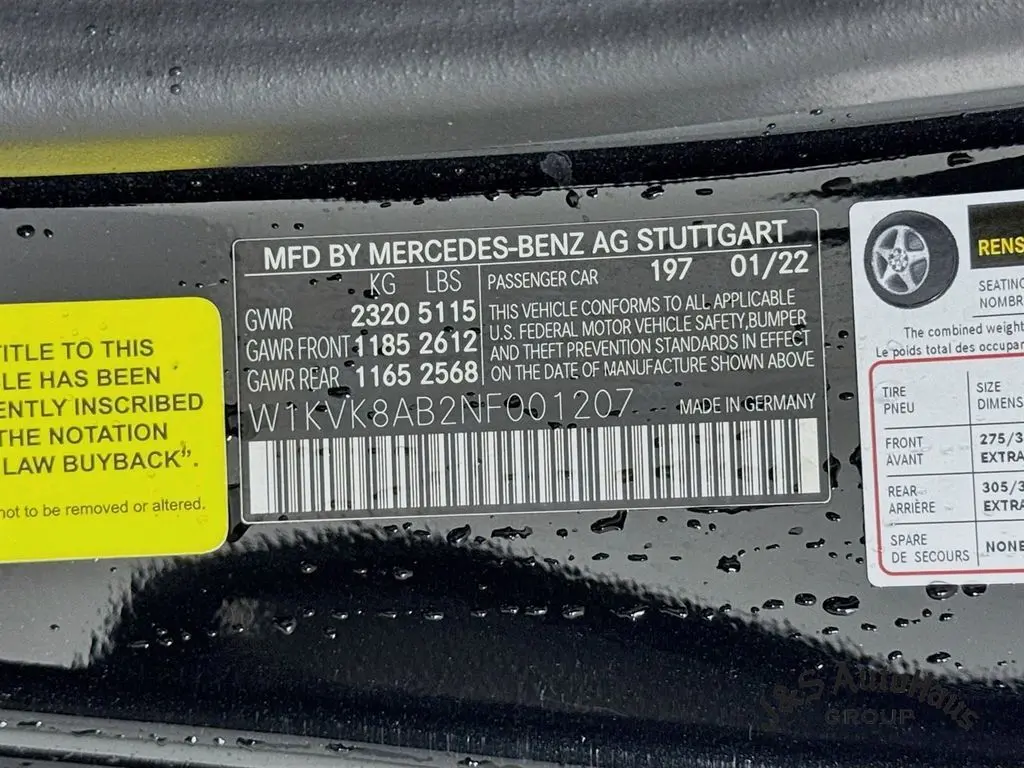 MFD BY MERCEDES-BENZ AG STUTTGART
KG LBS
GVWR 2320 5115
GAWR FRONT 1185 2612
GAWR REAR 1165 2568
PASSENGER CAR 197 01/22
THIS VEHICLE CONFORMS TO ALL APPLICABLE
U.S. FEDERAL MOTOR VEHICLE SAFETY,BUMPER
AND THEFT PREVENTION STANDARDS IN EFFECT
ON THE DATE OF MANUFACTURE SHOWN ABOVE
W1KVK8AB2NF001207
MADE IN GERMANY
TITLE TO THIS
LE HAS BEEN
ENTLY INSCRIBED
THE NOTATION
LAW BUYBACK".
not to be removed or altered.
RENS
SEATING
NOMBR
The combined weight
Le poids total des occupan
TIRE
PNEU
SIZE
DIMENS
FRONT
AVANT
275/3
EXTRA
REAR
ARRIÈRE
305/3
EXTRA
SPARE
DE SECOURS
NONE
J&S AutoHaus
GROUP